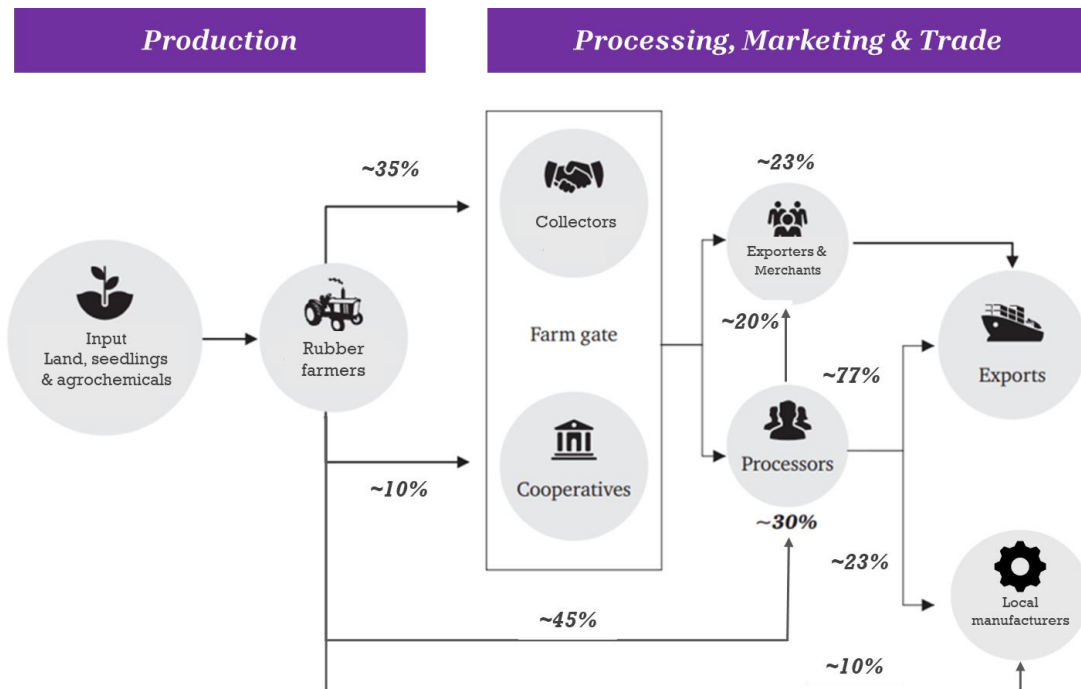 Production
Processing, Marketing & Trade
~35%
Collectors
~23%
Exporters &
Merchants
Input
Land, seedlings
& agrochemicals
Rubber
farmers
Farm gate
~20%
Exports
~77%
~10%
Cooperatives
Processors
~30%
~23%
Local
manufacturers
~45%
~10%